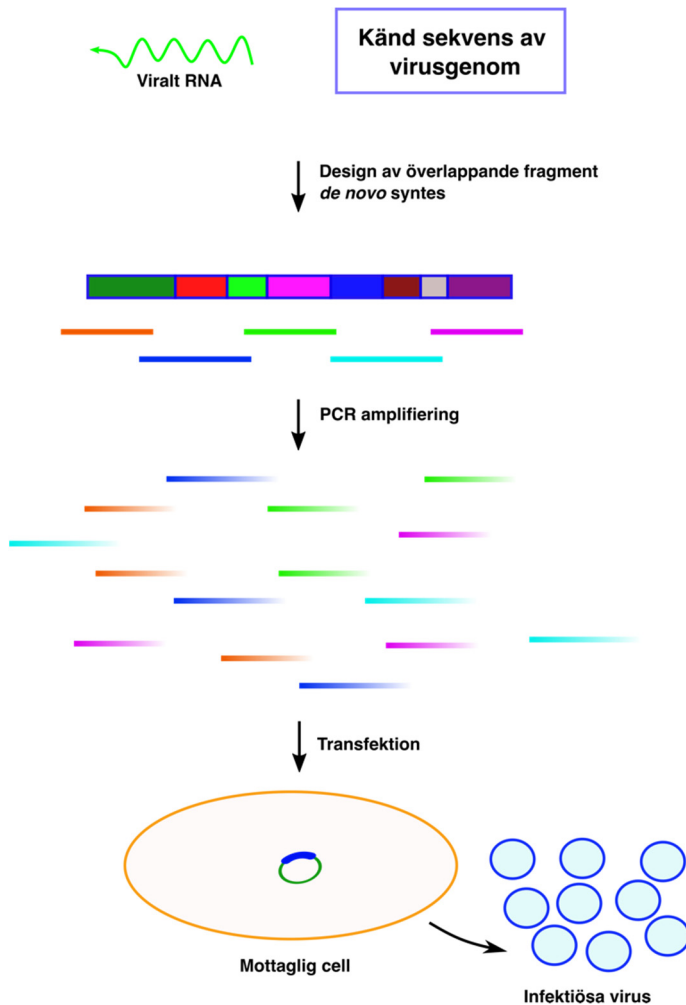 Viralt RNA
Känd sekvens av
virusgenom
Design av överlappande fragment
de novo syntes
PCR amplifiering
Transfektion
Mottaglig cell
Infektiösa virus